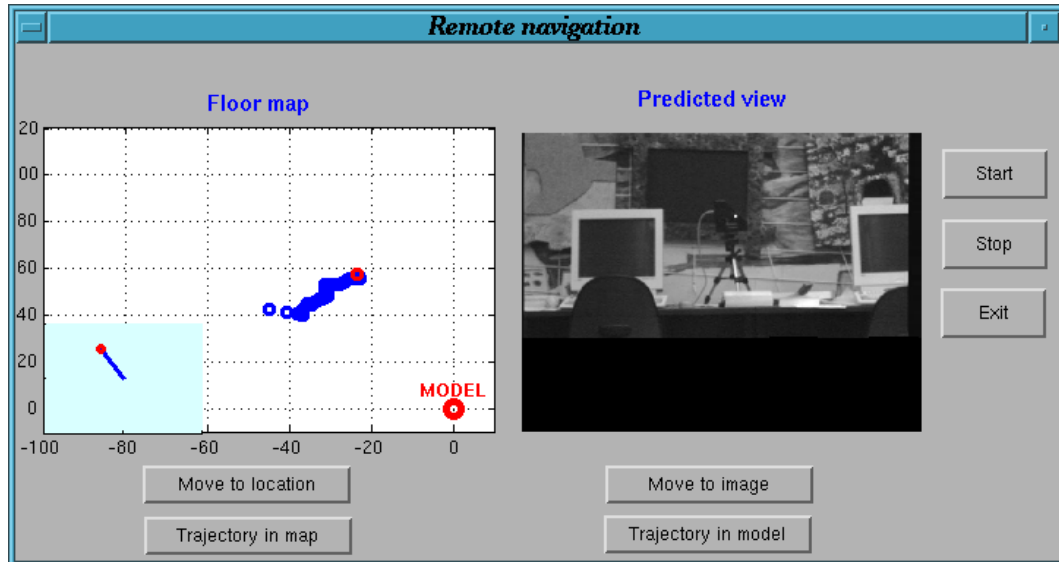 Remote navigation
Floor map
Predicted view
20
00
80
60
40
20
0
-100
-80
-60
-40
-20
0
MODEL
Start
Stop
Exit
Move to location
Move to image
Trajectory in map
Trajectory in model